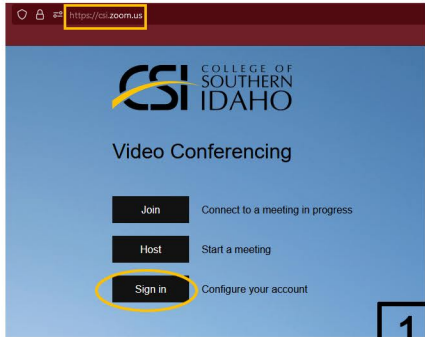 https://csi.zoom.us
CSI
COLLEGE OF
SOUTHERN
IDAHO
Video Conferencing
Join Connect to a meeting in progress
Host Start a meeting
Sign in Configure your account
1